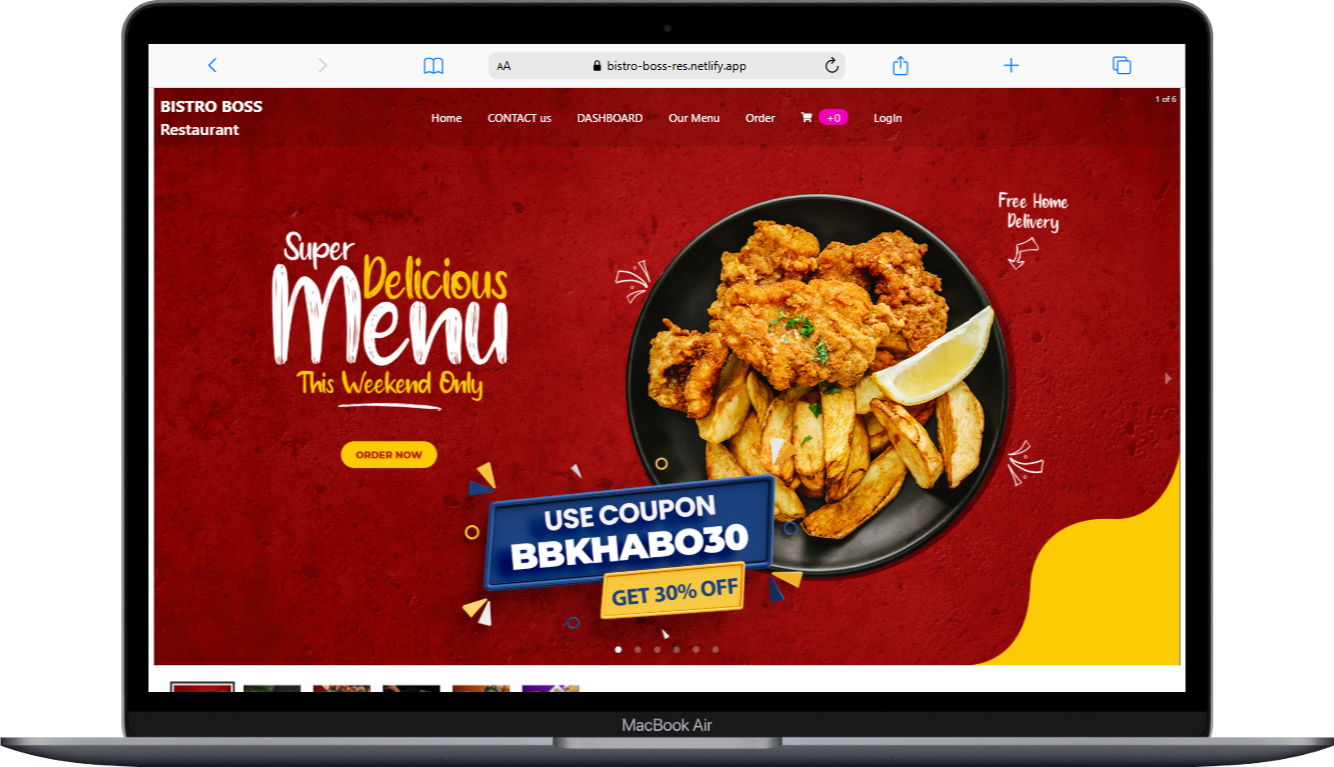 AA
bistro-boss-res.netlify.app
BISTRO BOSS
Restaurant
Home
CONTACT us
DASHBOARD
Our Menu
Order
+0
LogIn
1 of 6
Free Home
Delivery
Super
Delicious
Menu
This Weekend Only
ORDER NOW
USE COUPON
BBKHABO30
GET 30% OFF
MacBook Air